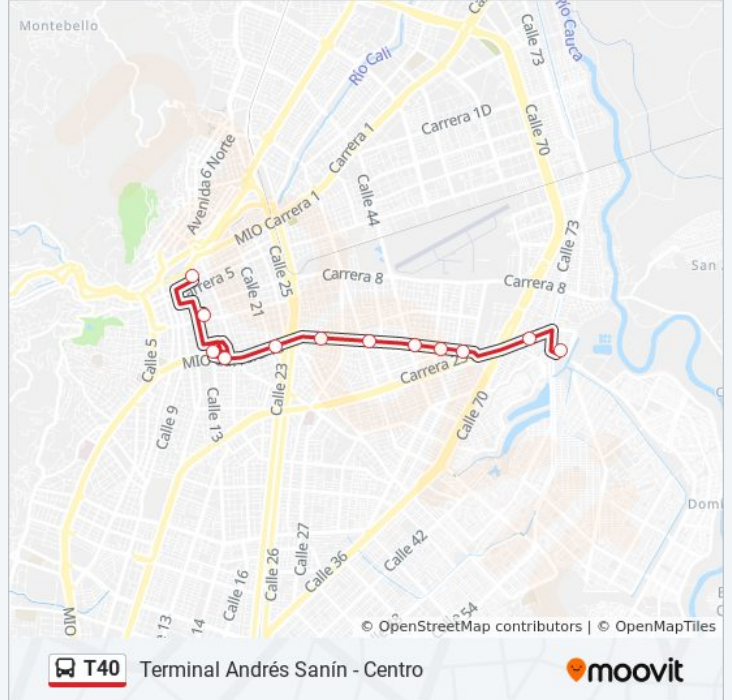 Montebello
Río Cali
Ca
Calle 73
Río Cauca
Carrera 1D
Calle 70
Carrera 1
Avenida 6 Norte
Calle 44
MIO Carrera 1
Calle 73
San
Calle 25
Calle 21
rrera 5
Carrera 8
Carrera 8
Calle 5
MIO
Calle 23
Carrera 2
Calle 13
Calle 9
Calle 70
Domi
Calle 27
Calle 42
Calle 36
Calle 26
Calle 16
MIO
13
14
54
© OpenStreetMap contributors | © OpenMapTiles
T40 Terminal Andrés Sanín - Centro
moovit